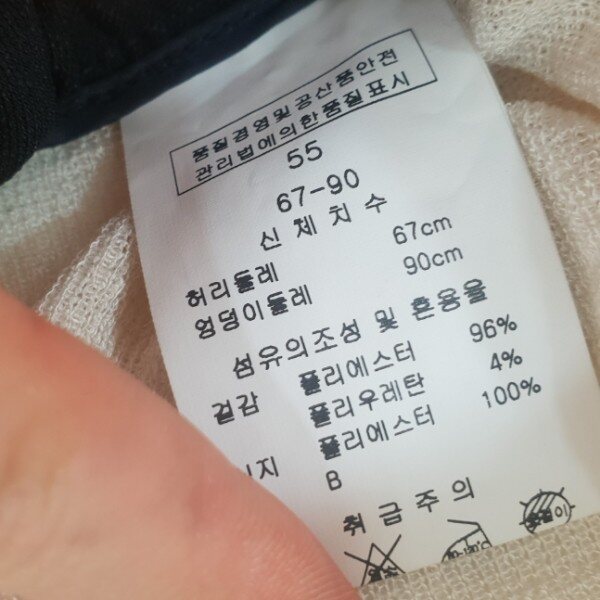 품질경영및공산품안전
관리법에의한품질표시
55
67-90
신체치수
허리둘레 67cm
엉덩이둘레 90cm
섬유의조성 및 혼용율
겉감 폴리에스터 96%
폴리우레탄 4%
지 폴리에스터 100%
B
취급주의